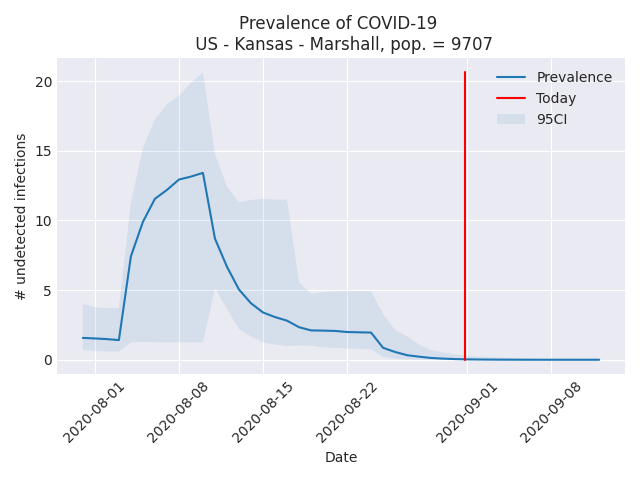 Prevalence of COVID-19
US - Kansas - Marshall, pop. = 9707
Prevalence
Today
95CI
# undetected infections
20
15
10
5
0
2020-08-01
2020-08-08
2020-08-15
2020-08-22
2020-09-01
2020-09-08
Date